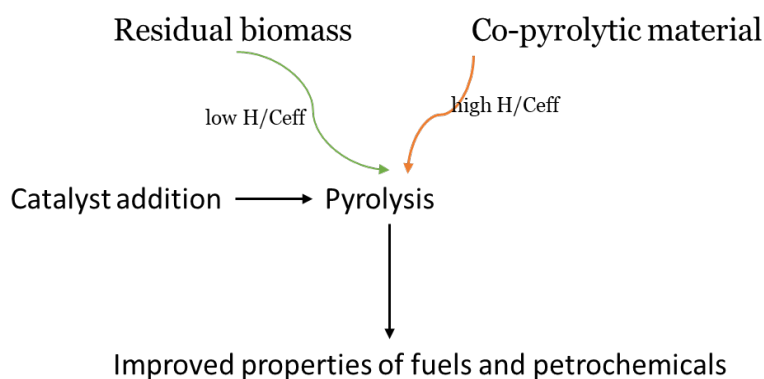 Residual biomass
Co-pyrolytic material
low H/Ceff
high H/Ceff
Catalyst addition
Pyrolysis
Improved properties of fuels and petrochemicals